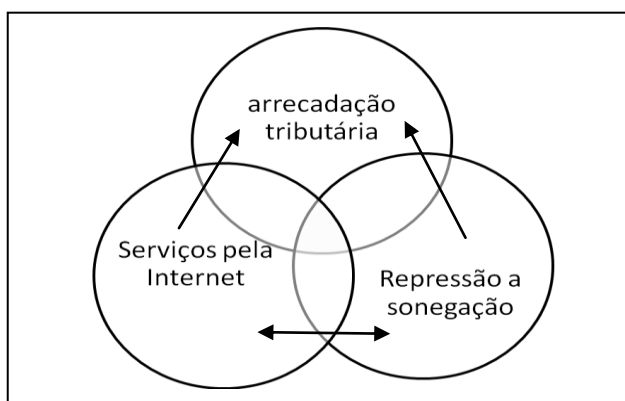 arrecadação
tributária
Serviços pela
Internet
Repressão a
sonegação